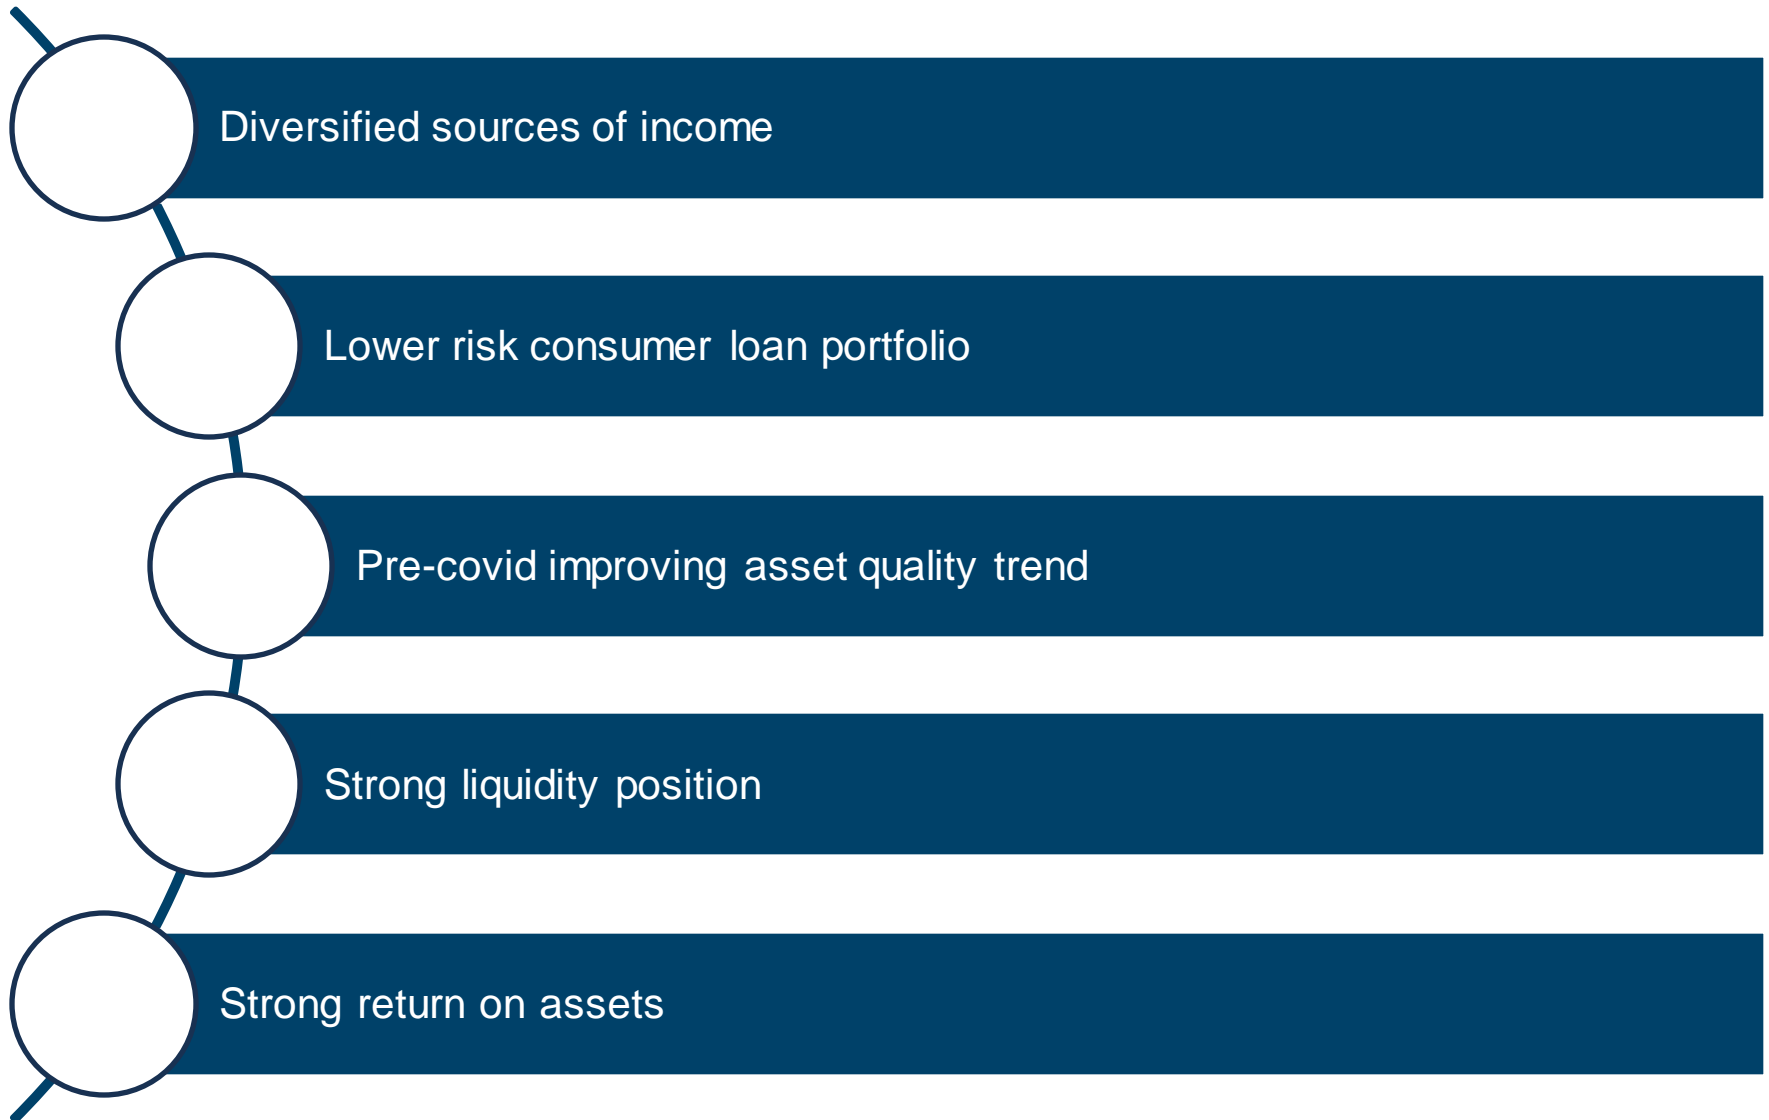 Diversified sources of income
Lower risk consumer loan portfolio
Pre-covid improving asset quality trend
Strong liquidity position
Strong return on assets